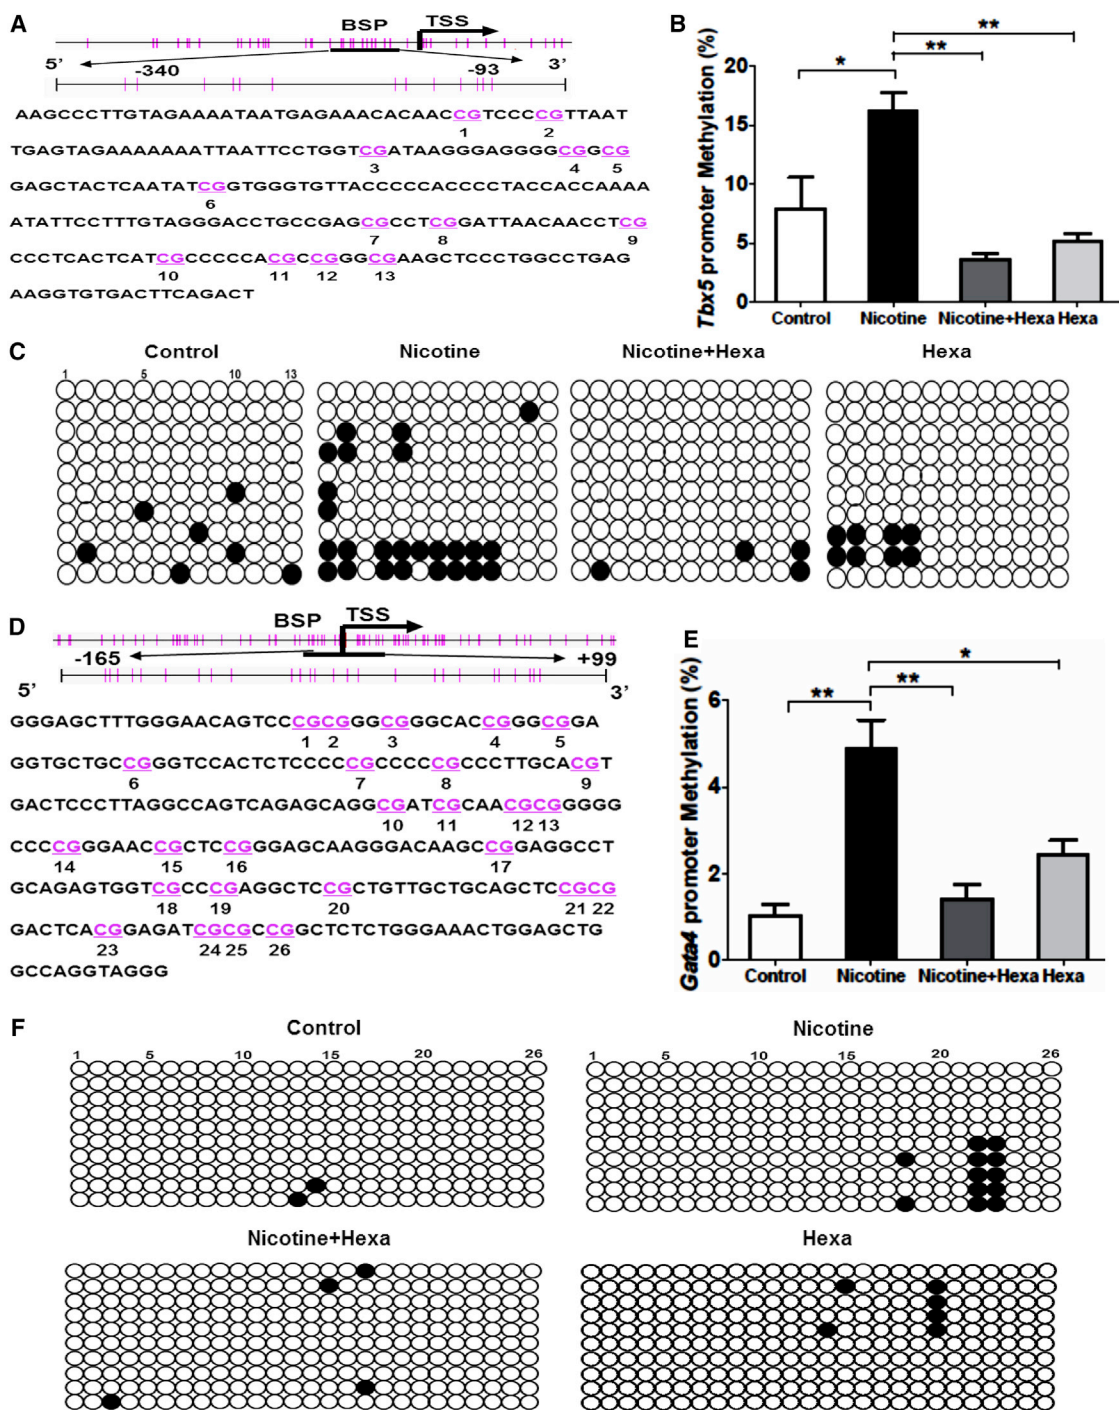 A
BSP TSS
5' -340 -93 3'
AAGCCCTTGTAGAAAATAATGAGAAACACAACCCGTCCCCGTTAAT
1 2
TGAGTAGAAAAAAATTAATTCCTGGTCGATAAGGGAGGGGCGGCG
3 4 5
GAGCTACTCAATATCGGTGGGTGTTACCCCCACCCCTACCACCAAAA
6
ATATTCCTTTGTAGGGACCTGCCGAGCGCCTCGGATTAACAACCTCG
7 8 9
CCCTCACTCATCGCCCCCACGCCGGGCGAAGCTCCCTGGCCTGAG
10 11 12 13
AAGGTGTGACTTCAGACT
B
Tbx5 promoter Methylation (%)
20
15
10
5
0
*
**
**
Control Nicotine Nicotine+Hexa Hexa
C
Control Nicotine Nicotine+Hexa Hexa
1 5 10 13
D
BSP TSS
-165 +99
5' 3'
GGGAGCTTTGGGAACAGTCCCGCGGGCGGGCACCGGGCGGA
1 2 3 4 5
GGTGCTGCCGGGTCCACTCTCCCCCGCCCCCGCCCTTGCACGT
6 7 8 9
GACTCCCTTAGGCCAGTCAGAGCAGGCGATCGCAACGCGGGGG
10 11 12 13
CCCCGGGAACCGCTCCGGGAGCAAGGGACAAGCCGGAGGCCT
14 15 16 17
GCAGAGTGGTCGCCCGAGGCTCCGCTGTTGCTGCAGCTCCGCG
18 19 20 21 22
GACTCACGGAGATCGCGCCGGCTCTCTGGGAAACTGGAGCTG
23 24 25 26
GCCAGGTAGGG
E
Gata4 promoter Methylation (%)
6
4
2
0
**
**
*
Control Nicotine Nicotine+Hexa Hexa
F
Control Nicotine
1 5 10 15 20 26
1 5 10 15 20 26
Nicotine+Hexa Hexa